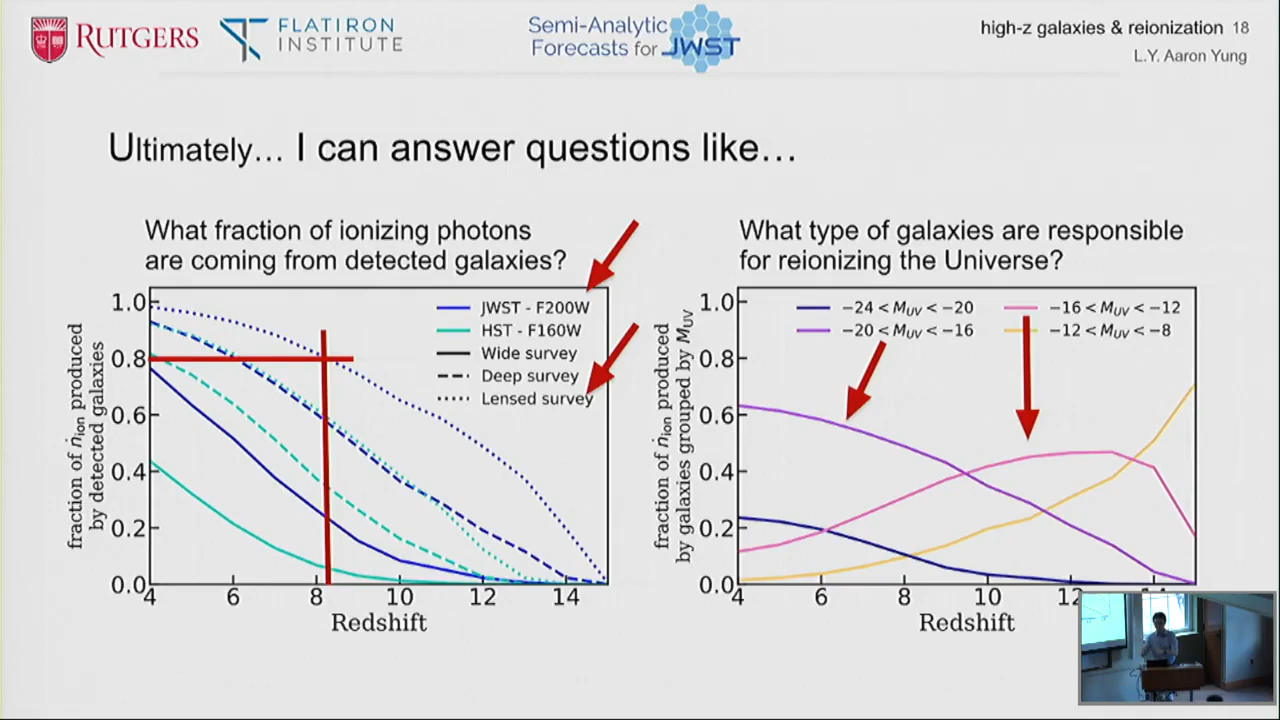 RUTGERS
FLATIRON
INSTITUTE
Semi-Analytic
Forecasts for JWST
high-z galaxies & reionization 18
L.Y. Aaron Yung
Ultimately… I can answer questions like…
What fraction of ionizing photons
are coming from detected galaxies?
fraction of ṅion produced
by detected galaxies
1.0
0.8
0.6
0.4
0.2
0.0
JWST - F200W
HST - F160W
Wide survey
Deep survey
Lensed survey
4 6 8 10 12 14
Redshift
What type of galaxies are responsible
for reionizing the Universe?
fraction of ṅion produced
by galaxies grouped by MUV
1.0
0.8
0.6
0.4
0.2
0.0
−24 < MUV < −20
−20 < MUV < −16
−16 < MUV < −12
−12 < MUV < −8
4 6 8 10 12
Redshift